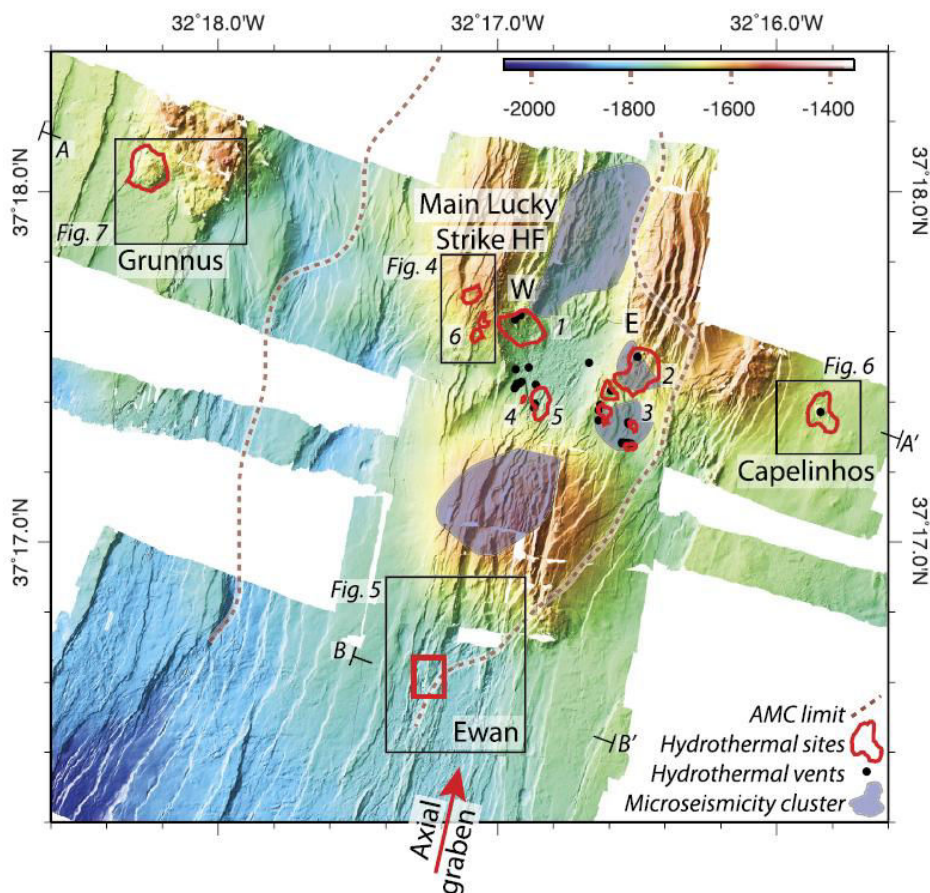 32°18.0'W
32°17.0'W
32°16.0'W
-2000
-1800
-1600
-1400
A
37°18.0'N
37°18.0'N
Main Lucky
Strike HF
Fig. 7
Grunnus
Fig. 4
W
6
1
E
2
Fig. 6
4
5
3
A'
Capelinhos
37°17.0'N
37°17.0'N
Fig. 5
B
Ewan
B'
AMC limit
Hydrothermal sites
Hydrothermal vents
Microseismicity cluster
Axial
graben